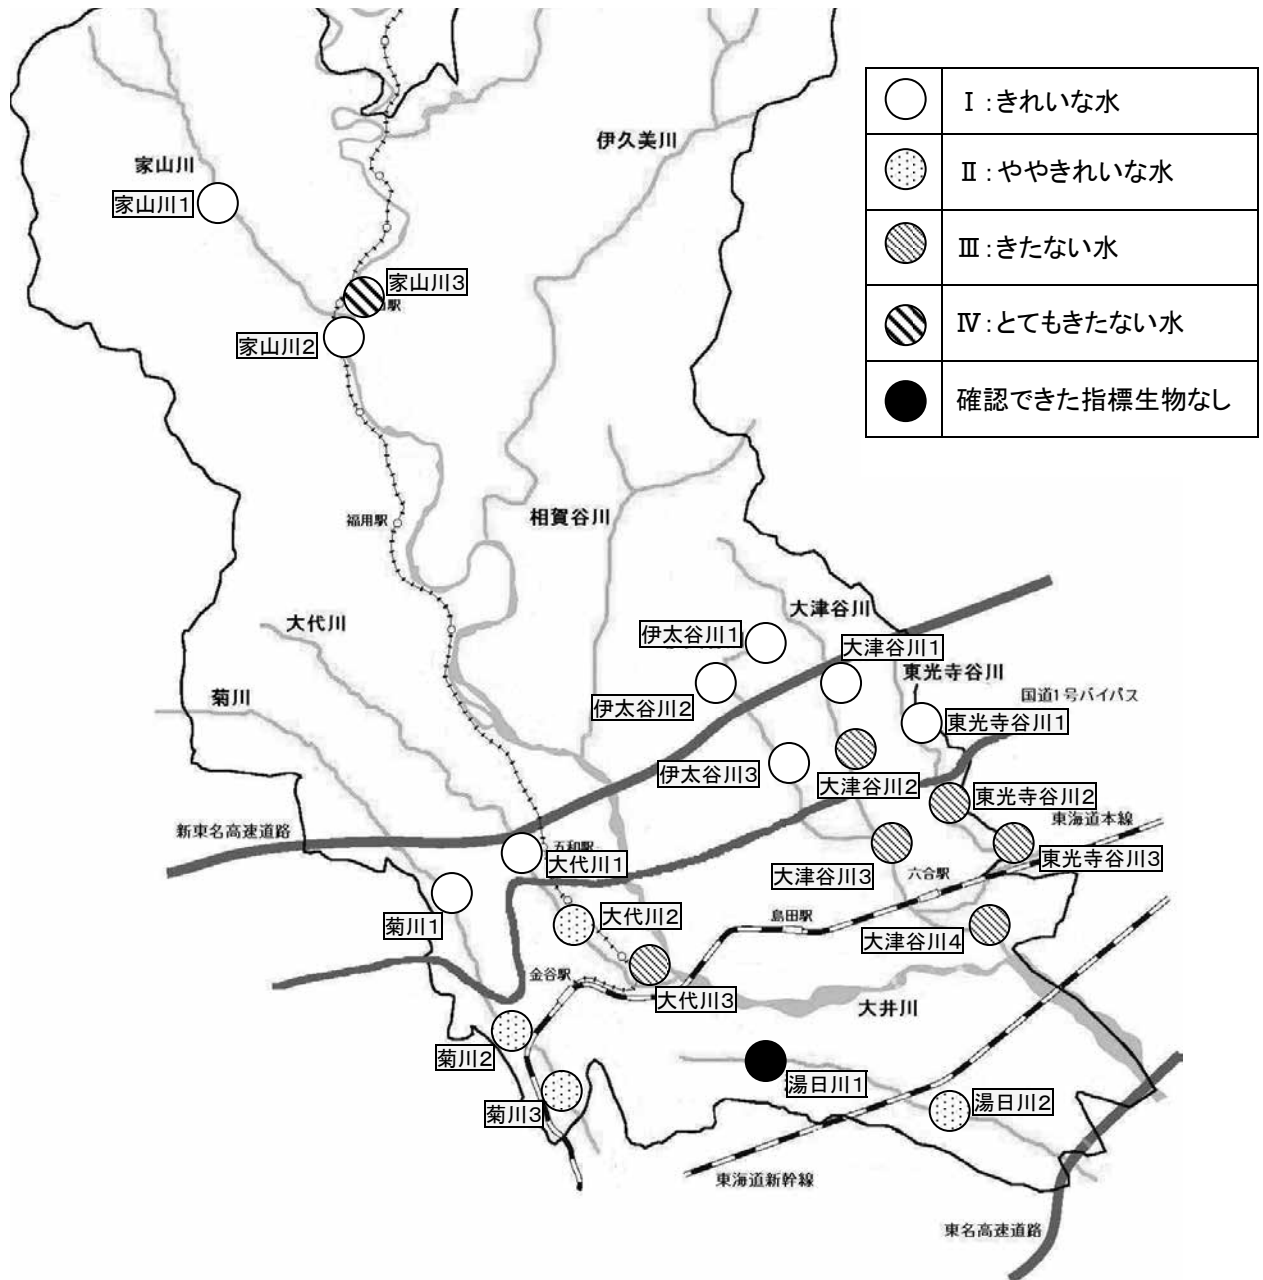 Ⅰ：きれいな水
Ⅱ：ややきれいな水
Ⅲ：きたない水
Ⅳ：とてもきたない水
確認できた指標生物なし
伊久美川
家山川
家山川1
家山川3
駅
家山川2
福用駅
相賀谷川
大津谷川
大代川
伊太谷川1
大津谷川1
東光寺谷川
菊川
国道1号バイパス
伊太谷川2
東光寺谷川1
伊太谷川3
大津谷川2
東光寺谷川2
東海道本線
新東名高速道路
五和駅
大代川1
東光寺谷川3
大津谷川3
六合駅
大代川2
島田駅
菊川1
大津谷川4
金谷駅
大代川3
大井川
菊川2
湯日川1
湯日川2
菊川3
東海道新幹線
東名高速道路